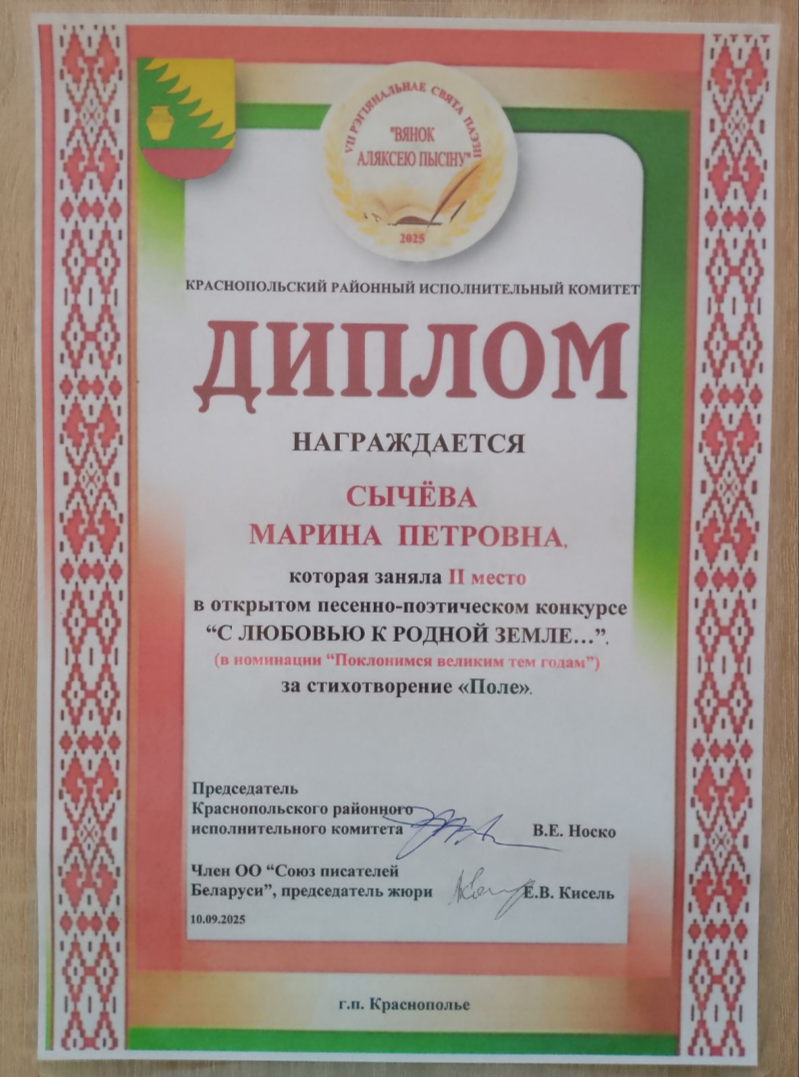 VII РЭГІЯНАЛЬНАЕ СВЯТА ПАЭЗІІ
"ВЯНОК
АЛЯКСЕЮ ПЫСІНУ"
2025
КРАСНОПОЛЬСКИЙ РАЙОННЫЙ ИСПОЛНИТЕЛЬНЫЙ КОМИТЕТ
ДИПЛОМ
НАГРАЖДАЕТСЯ
СЫЧЁВА
МАРИНА ПЕТРОВНА,
которая заняла II место
в открытом песенно-поэтическом конкурсе
“С ЛЮБОВЬЮ К РОДНОЙ ЗЕМЛЕ…”,
(в номинации “Поклонимся великим тем годам”)
за стихотворение «Поле».
Председатель
Краснопольского районного
исполнительного комитета В.Е. Носко
Член ОО “Союз писателей
Беларуси”, председатель жюри Е.В. Кисель
10.09.2025
г.п. Краснополье